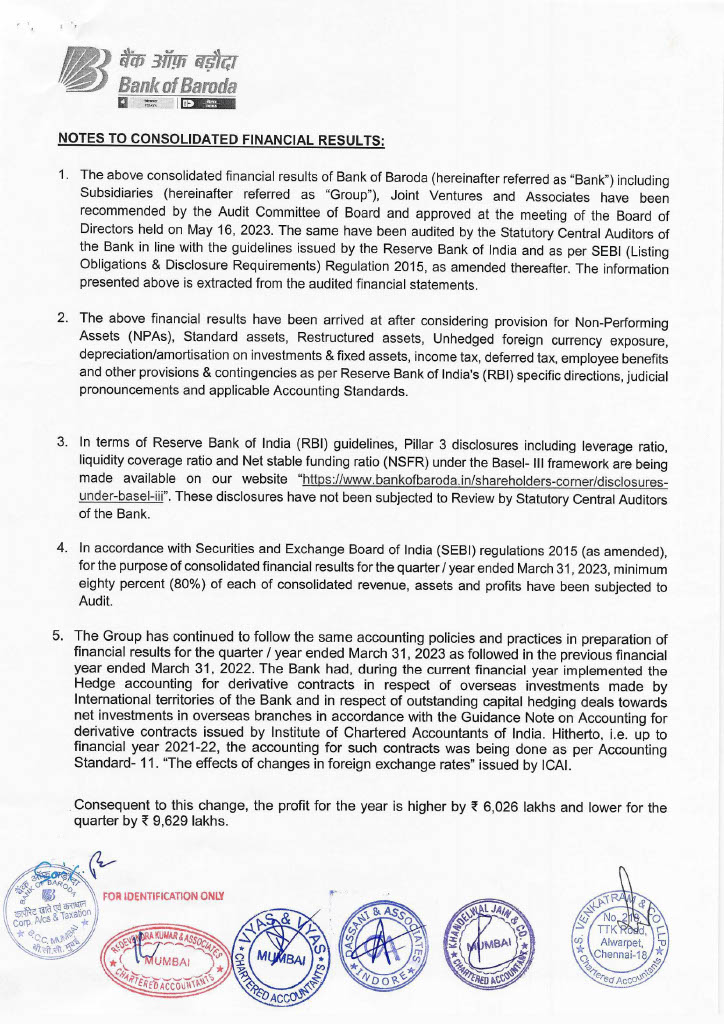 बैंक ऑफ़ बड़ौदा
Bank of Baroda
NOTES TO CONSOLIDATED FINANCIAL RESULTS:
1. The above consolidated financial results of Bank of Baroda (hereinafter referred as “Bank”) including
Subsidiaries (hereinafter referred as “Group”), Joint Ventures and Associates have been
recommended by the Audit Committee of Board and approved at the meeting of the Board of
Directors held on May 16, 2023. The same have been audited by the Statutory Central Auditors of
the Bank in line with the guidelines issued by the Reserve Bank of India and as per SEBI (Listing
Obligations & Disclosure Requirements) Regulation 2015, as amended thereafter. The information
presented above is extracted from the audited financial statements.
2. The above financial results have been arrived at after considering provision for Non-Performing
Assets (NPAs), Standard assets, Restructured assets, Unhedged foreign currency exposure,
depreciation/amortisation on investments & fixed assets, income tax, deferred tax, employee benefits
and other provisions & contingencies as per Reserve Bank of India's (RBI) specific directions, judicial
pronouncements and applicable Accounting Standards.
3. In terms of Reserve Bank of India (RBI) guidelines, Pillar 3 disclosures including leverage ratio,
liquidity coverage ratio and Net stable funding ratio (NSFR) under the Basel- III framework are being
made available on our website “https://www.bankofbaroda.in/shareholders-corner/disclosures-
under-basel-iii”. These disclosures have not been subjected to Review by Statutory Central Auditors
of the Bank.
4. In accordance with Securities and Exchange Board of India (SEBI) regulations 2015 (as amended),
for the purpose of consolidated financial results for the quarter / year ended March 31, 2023, minimum
eighty percent (80%) of each of consolidated revenue, assets and profits have been subjected to
Audit.
5. The Group has continued to follow the same accounting policies and practices in preparation of
financial results for the quarter / year ended March 31, 2023 as followed in the previous financial
year ended March 31, 2022. The Bank had, during the current financial year implemented the
Hedge accounting for derivative contracts in respect of overseas investments made by
International territories of the Bank and in respect of outstanding capital hedging deals towards
net investments in overseas branches in accordance with the Guidance Note on Accounting for
derivative contracts issued by Institute of Chartered Accountants of India. Hitherto, i.e. up to
financial year 2021-22, the accounting for such contracts was being done as per Accounting
Standard- 11. “The effects of changes in foreign exchange rates” issued by ICAI.
Consequent to this change, the profit for the year is higher by ₹ 6,026 lakhs and lower for the
quarter by ₹ 9,629 lakhs.
बैंक ऑफ़ बड़ौदा
BANK OF BARODA
कार्पोरेट खाते एवं कराधान
Corp. A/cs & Taxation
B.C.C. MUMBAI
बी.सी.सी. मुंबई
FOR IDENTIFICATION ONLY
KUMAR & ASSOCIATES
MUMBAI
CHARTERED ACCOUNTANTS
VYAS & VYAS
MUMBAI
CHARTERED ACCOUNTANTS
DASSANI & ASSOCIATES
INDORE
KHANDELWAL JAIN & CO.
MUMBAI
CHARTERED ACCOUNTANTS
S. VENKATRAM & CO LLP.
TTK Road,
Alwarpet,
Chennai-18
Chartered Accountants